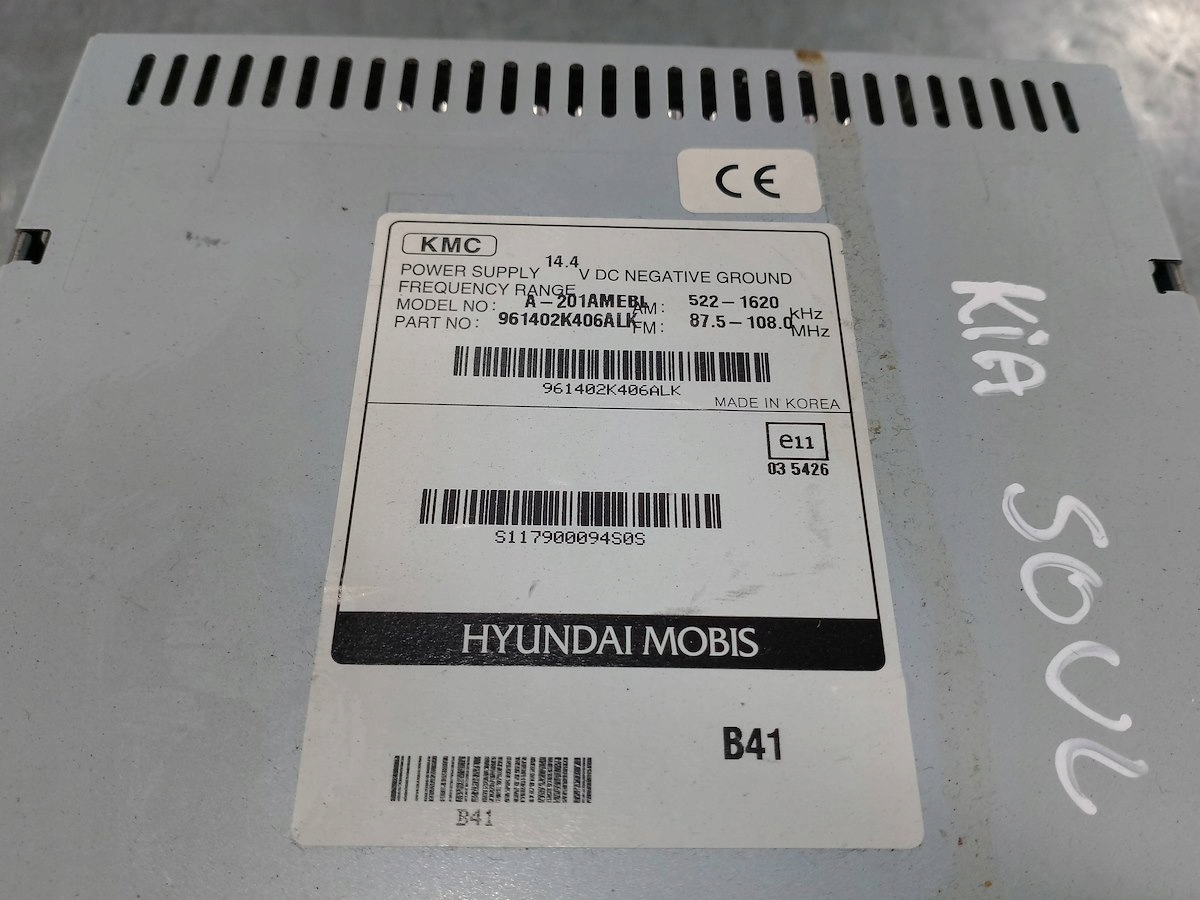 CE
KMC
POWER SUPPLY 14.4 V DC NEGATIVE GROUND
FREQUENCY RANGE
MODEL NO: A-201AMEBL AM: 522-1620 kHz
PART NO: 961402K406ALK FM: 87.5-108.0 MHz
961402K406ALK
MADE IN KOREA
e11
03 5426
S117900094S0S
HYUNDAI MOBIS
B41
B41
KiA SOUL